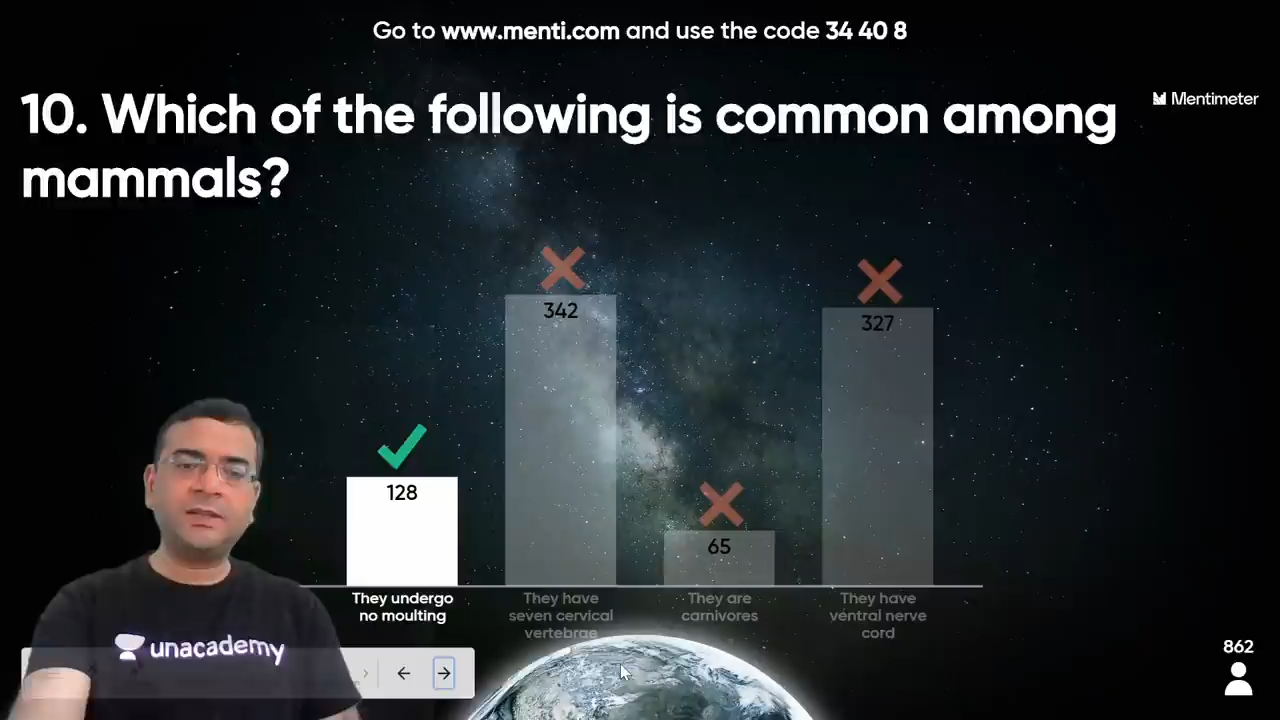 Go to www.menti.com and use the code 34 40 8
10. Which of the following is common among
mammals?
Mentimeter
342
327
128
65
They undergo
no moulting
They have
seven cervical
vertebrae
They are
carnivores
They have
ventral nerve
cord
unacademy
862